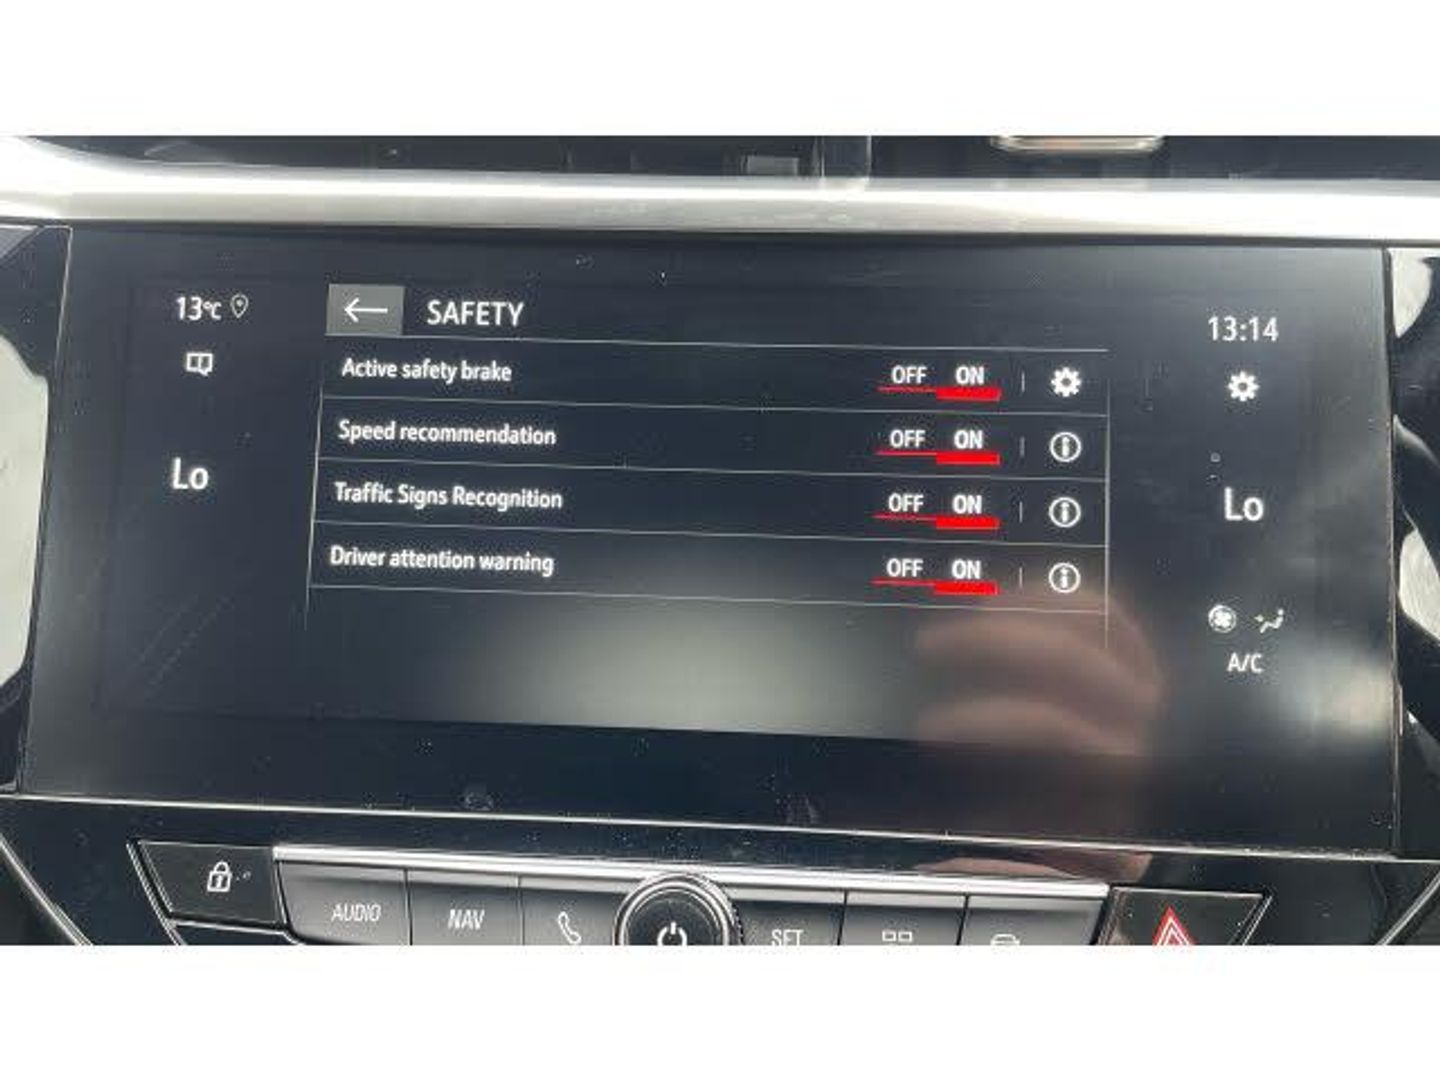 13°C
SAFETY
13:14
Active safety brake OFF ON
Speed recommendation OFF ON
Lo
Traffic Signs Recognition OFF ON
Lo
Driver attention warning OFF ON
A/C
AUDIO NAV SET